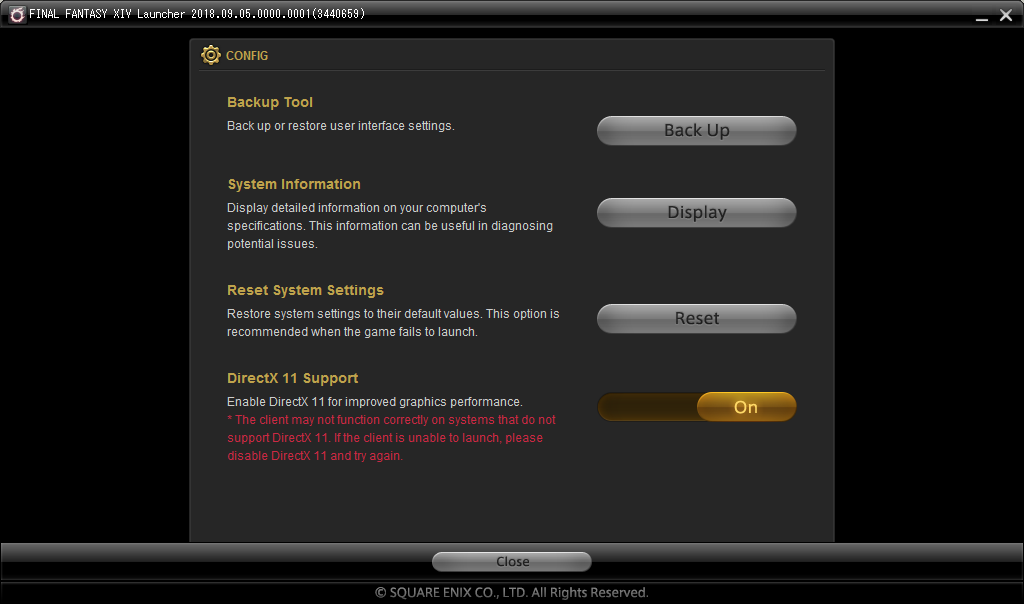 FINAL FANTASY XIV Launcher 2018.09.05.0000.0001(3440659)
CONFIG
Backup Tool
Back up or restore user interface settings.
Back Up
System Information
Display detailed information on your computer's
specifications. This information can be useful in diagnosing
potential issues.
Display
Reset System Settings
Restore system settings to their default values. This option is
recommended when the game fails to launch.
Reset
DirectX 11 Support
Enable DirectX 11 for improved graphics performance.
* The client may not function correctly on systems that do not
support DirectX 11. If the client is unable to launch, please
disable DirectX 11 and try again.
On
Close
© SQUARE ENIX CO., LTD. All Rights Reserved.